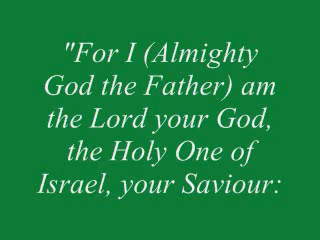 "For I (Almighty
God the Father) am
the Lord your God,
the Holy One of
Israel, your Saviour: